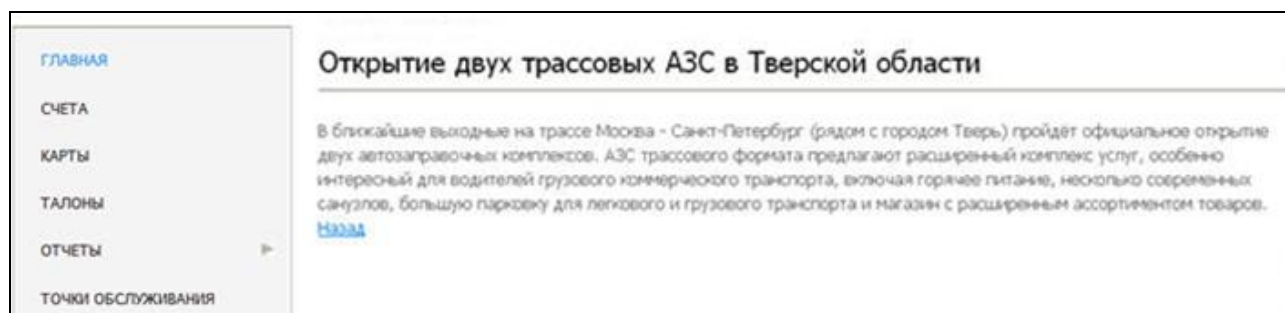 ГЛАВНАЯ
СЧЕТА
КАРТЫ
ТАЛОНЫ
ОТЧЕТЫ
ТОЧКИ ОБСЛУЖИВАНИЯ
Открытие двух трассовых АЗС в Тверской области
В ближайшие выходные на трассе Москва - Санкт-Петербург (рядом с городом Тверь) пройдёт официальное открытие
двух автозаправочных комплексов. АЗС трассового формата предлагают расширенный комплекс услуг, особенно
интересный для водителей грузового коммерческого транспорта, включая горячее питание, несколько современных
санузлов, большую парковку для легкового и грузового транспорта и магазин с расширенным ассортиментом товаров.
Назад